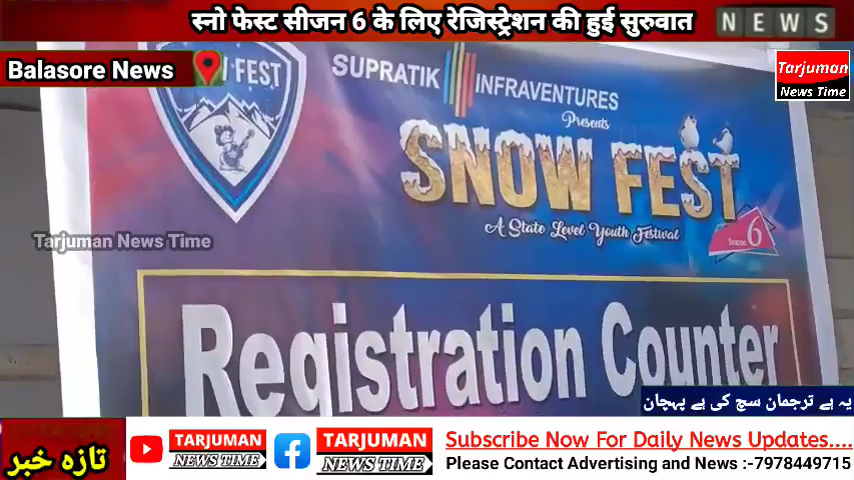 स्नो फेस्ट सीजन 6 के लिए रेजिस्ट्रेशन की हुई सुरुवात
NEWS
Balasore News
Tarjuman
News Time
FEST
SUPRATIK INFRAVENTURES
Presents
SNOW FEST
A State Level Youth Festival
Season 6
Tarjuman News Time
Registration Counter
یہ ہے ترجمان سچ کی ہے پہچان
تازہ خبر
TARJUMAN
NEWS TIME
TARJUMAN
NEWS TIME
Subscribe Now For Daily News Updates....
Please Contact Advertising and News :-7978449715